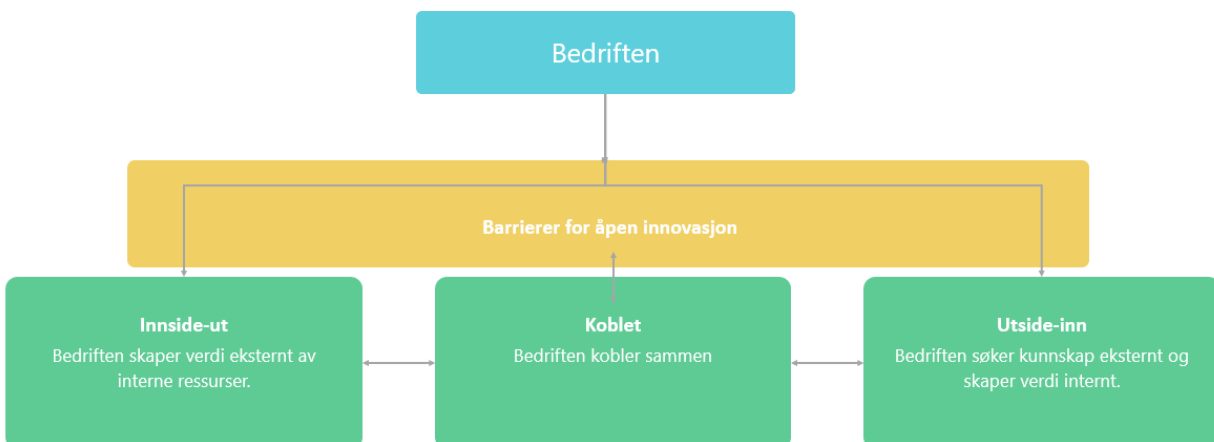 Bedriften
Barrierer for åpen innovasjon
Innside-ut
Bedriften skaper verdi eksternt av
interne ressurser.
Koblet
Bedriften kobler sammen
Utside-inn
Bedriften søker kunnskap eksternt og
skaper verdi internt.